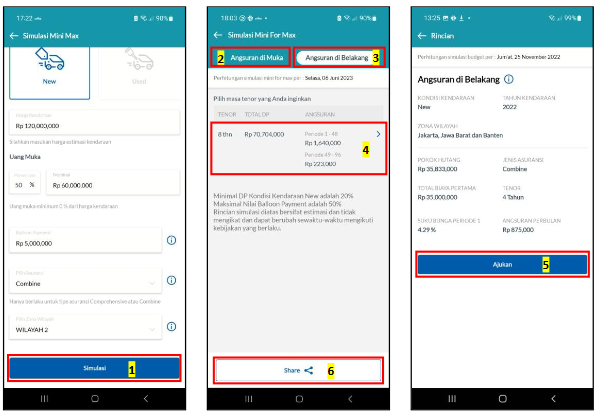 17:22
90%
← Simulasi Mini Max
New
Used
Harga Kendaraan
Rp 120,000,000
Silahkan masukan harga estimasi kendaraan
Uang Muka
50 %
Nominal
Rp 60,000,000
Uang muka minimum 0 % dari harga kendaraan
Balloon Payment
Rp 5,000,000
Pilih Asuransi
Combine
Hanya berlaku untuk tipe asuransi Comprehensive atau Combine
Pilih Zona Wilayah
WILAYAH 2
Simulasi
1
18:03
90%
← Simulasi Mini For Max
2
Angsuran di Muka
Angsuran di Belakang
3
Perhitungan simulasi mini for max per : Selasa, 06 Juni 2023
Pilih masa tenor yang Anda inginkan
TENOR TOTAL DP ANGSURAN
8 thn Rp 70,704,000 Periode 1 - 48
Rp 1,640,000
4
Periode 49 - 96
Rp 223,000
Minimal DP Kondisi Kendaraan New adalah 20%
Maksimal Nilai Balloon Payment adalah 50%
Rincian simulasi diatas bersifat estimasi dan tidak
mengikat dan dapat berubah sewaktu-waktu mengikuti
kebijakan yang berlaku.
Share
6
13:25
99%
← Rincian
Perhitungan simulasi budget per : Jumat, 25 November 2022
Angsuran di Belakang
KONDISI KENDARAAN TAHUN KENDARAAN
New 2022
ZONA WILAYAH
Jakarta, Jawa Barat dan Banten
POKOK HUTANG JENIS ASURANSI
Rp 35,833,000 Combine
TOTAL BIAYA PERTAMA TENOR
Rp 35,000,000 4 Tahun
SUKU BUNGA PERIODE 1 ANGSURAN PERBULAN
4.29 % Rp 875,000
Ajukan
5